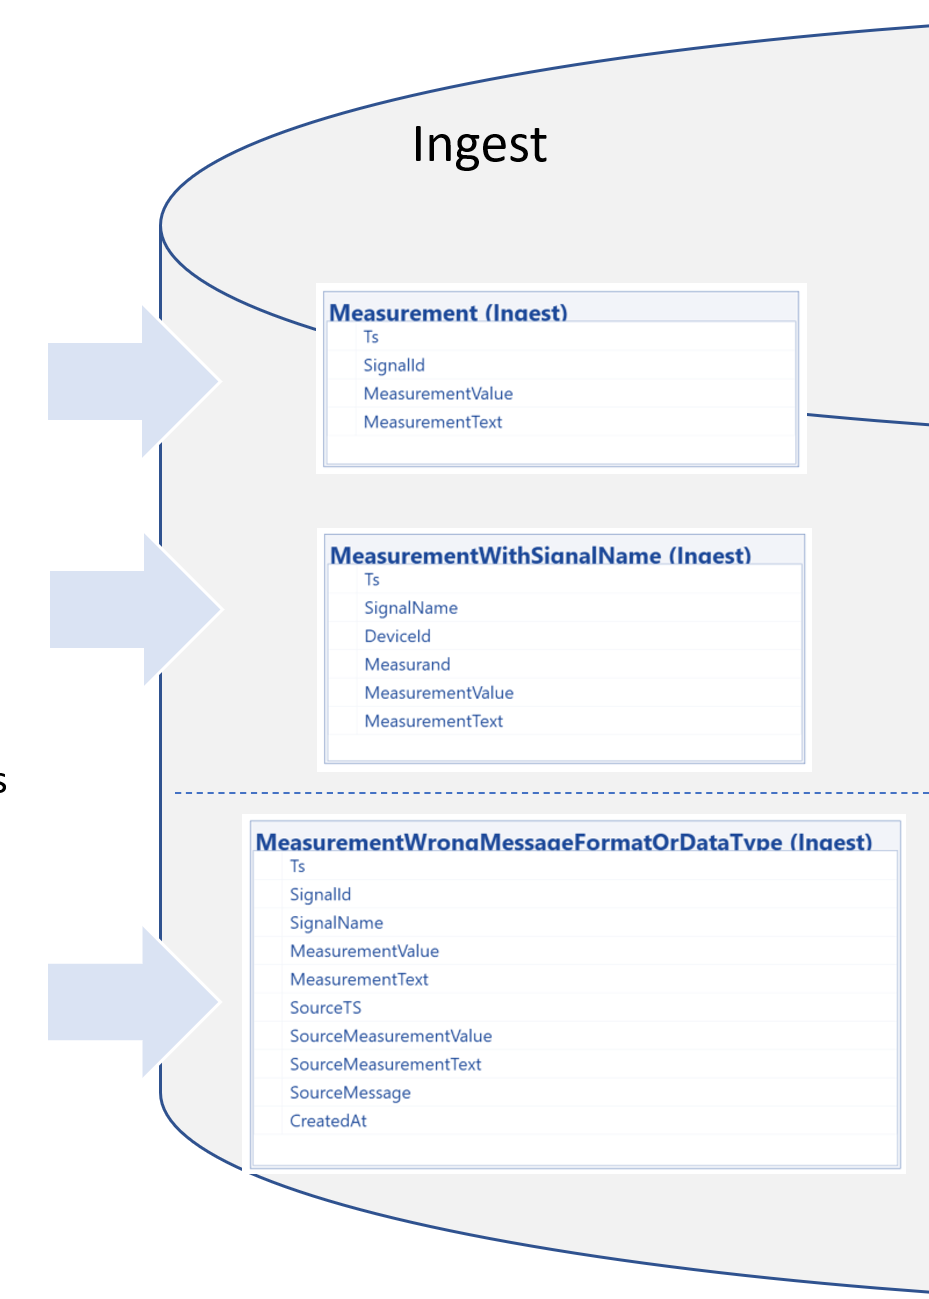 Ingest
Measurement (Ingest)
Ts
SignalId
MeasurementValue
MeasurementText
MeasurementWithSignalName (Ingest)
Ts
SignalName
DeviceId
Measurand
MeasurementValue
MeasurementText
s
MeasurementWrongMessageFormatOrDataType (Ingest)
Ts
SignalId
SignalName
MeasurementValue
MeasurementText
SourceTS
SourceMeasurementValue
SourceMeasurementText
SourceMessage
CreatedAt